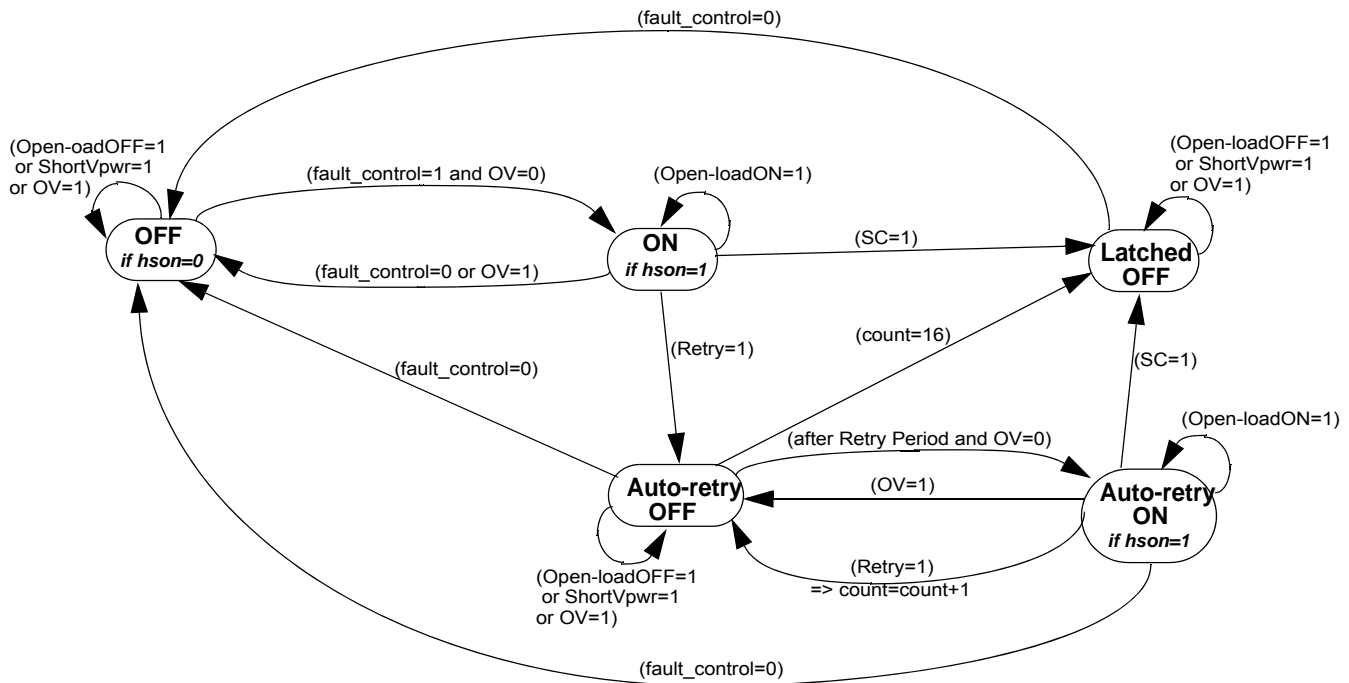 (fault_control=0)
(Open-oadOFF=1
or ShortVpwr=1
or OV=1)
(fault_control=1 and OV=0)
(Open-loadON=1)
(Open-loadOFF=1
or ShortVpwr=1
or OV=1)
OFF
if hson=0
ON
if hson=1
(SC=1)
Latched
OFF
(fault_control=0 or OV=1)
(count=16)
(Retry=1)
(SC=1)
(fault_control=0)
(Open-loadON=1)
(after Retry Period and OV=0)
Auto-retry
OFF
(OV=1)
Auto-retry
ON
if hson=1
(Open-loadOFF=1
or ShortVpwr=1
or OV=1)
(Retry=1)
=> count=count+1
(fault_control=0)